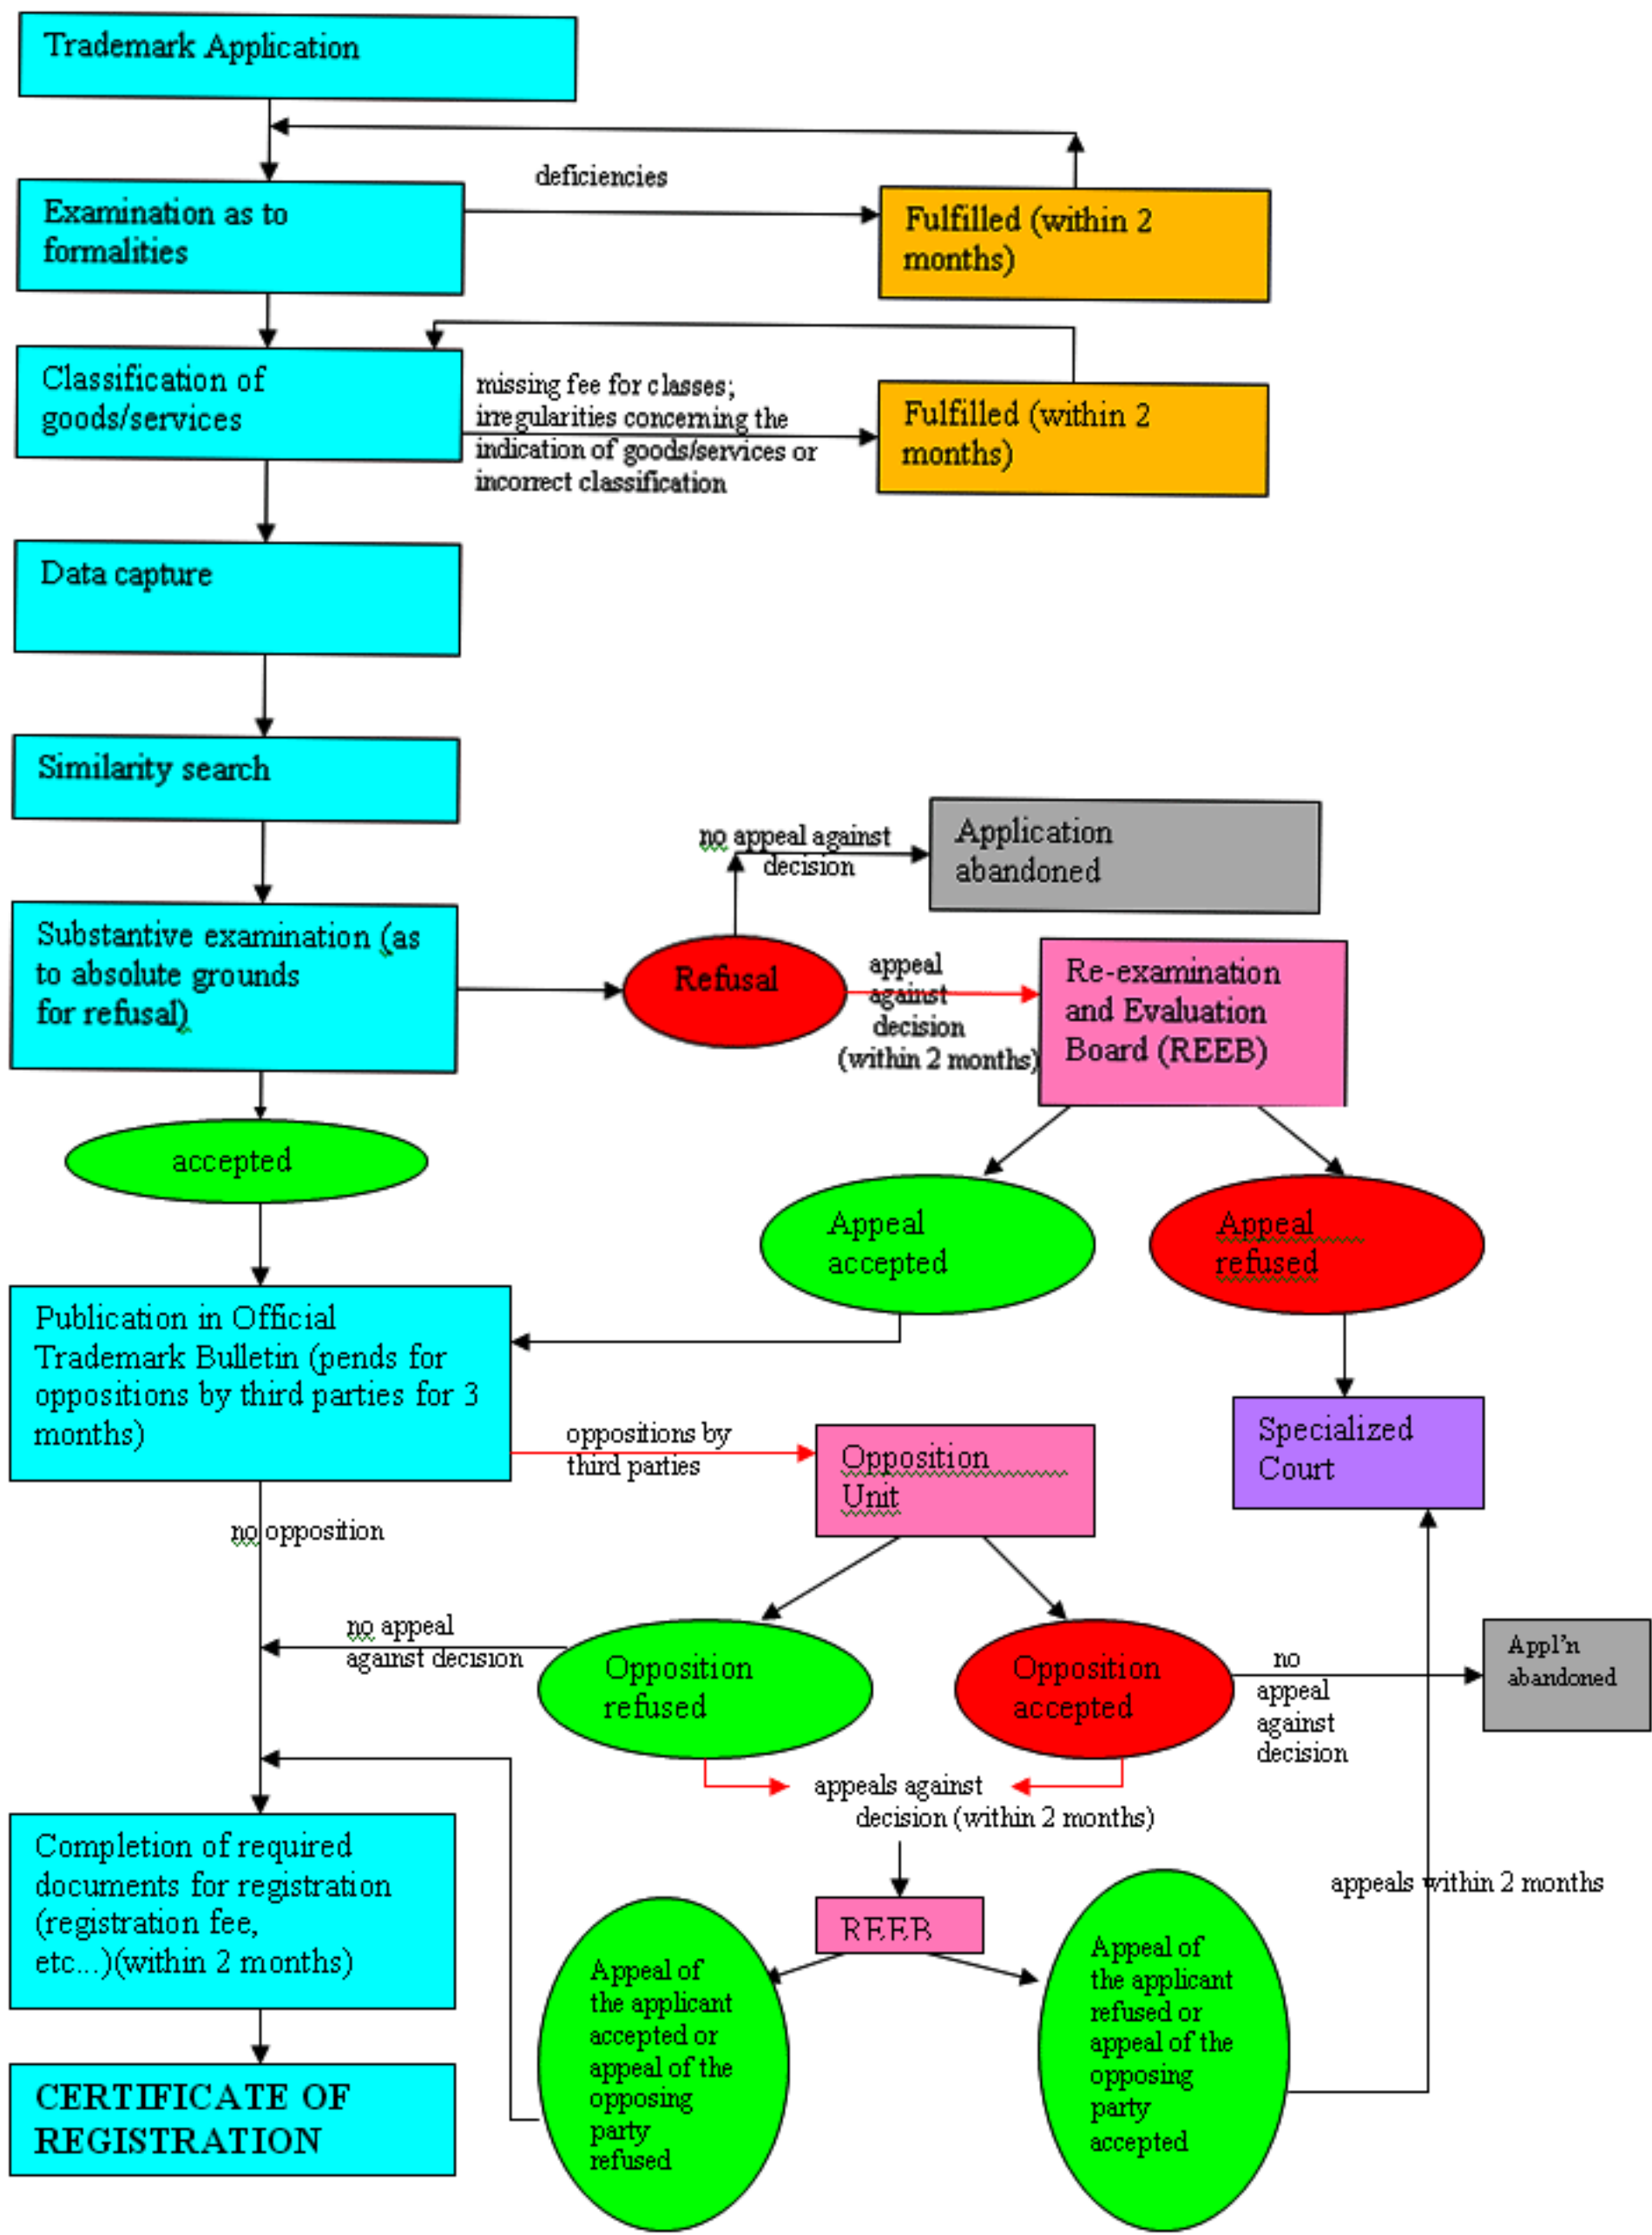 Trademark Application
deficiencies
Examination as to
formalities
Fulfilled (within 2
months)
Classification of
goods/services
missing fee for classes;
irregularities concerning the
indication of goods/services or
incorrect classification
Fulfilled (within 2
months)
Data capture
Similarity search
no appeal against
decision
Application
abandoned
Substantive examination (as
to absolute grounds
for refusal)
Refusal
appeal
against
decision
(within 2 months)
Re-examination
and Evaluation
Board (REEB)
accepted
Appeal
accepted
Appeal
refused
Publication in Official
Trademark Bulletin (pends for
oppositions by third parties for 3
months)
oppositions by
third parties
Opposition
Unit
Specialized
Court
no opposition
no appeal
against decision
Opposition
refused
Opposition
accepted
no
appeal
against
decision
Appl'n
abandoned
appeals against
decision (within 2 months)
Completion of required
documents for registration
(registration fee,
etc...)(within 2 months)
REEB
appeals within 2 months
Appeal of
the applicant
accepted or
appeal of the
opposing
party
refused
Appeal of
the applicant
refused or
appeal of the
opposing
party
accepted
CERTIFICATE OF
REGISTRATION